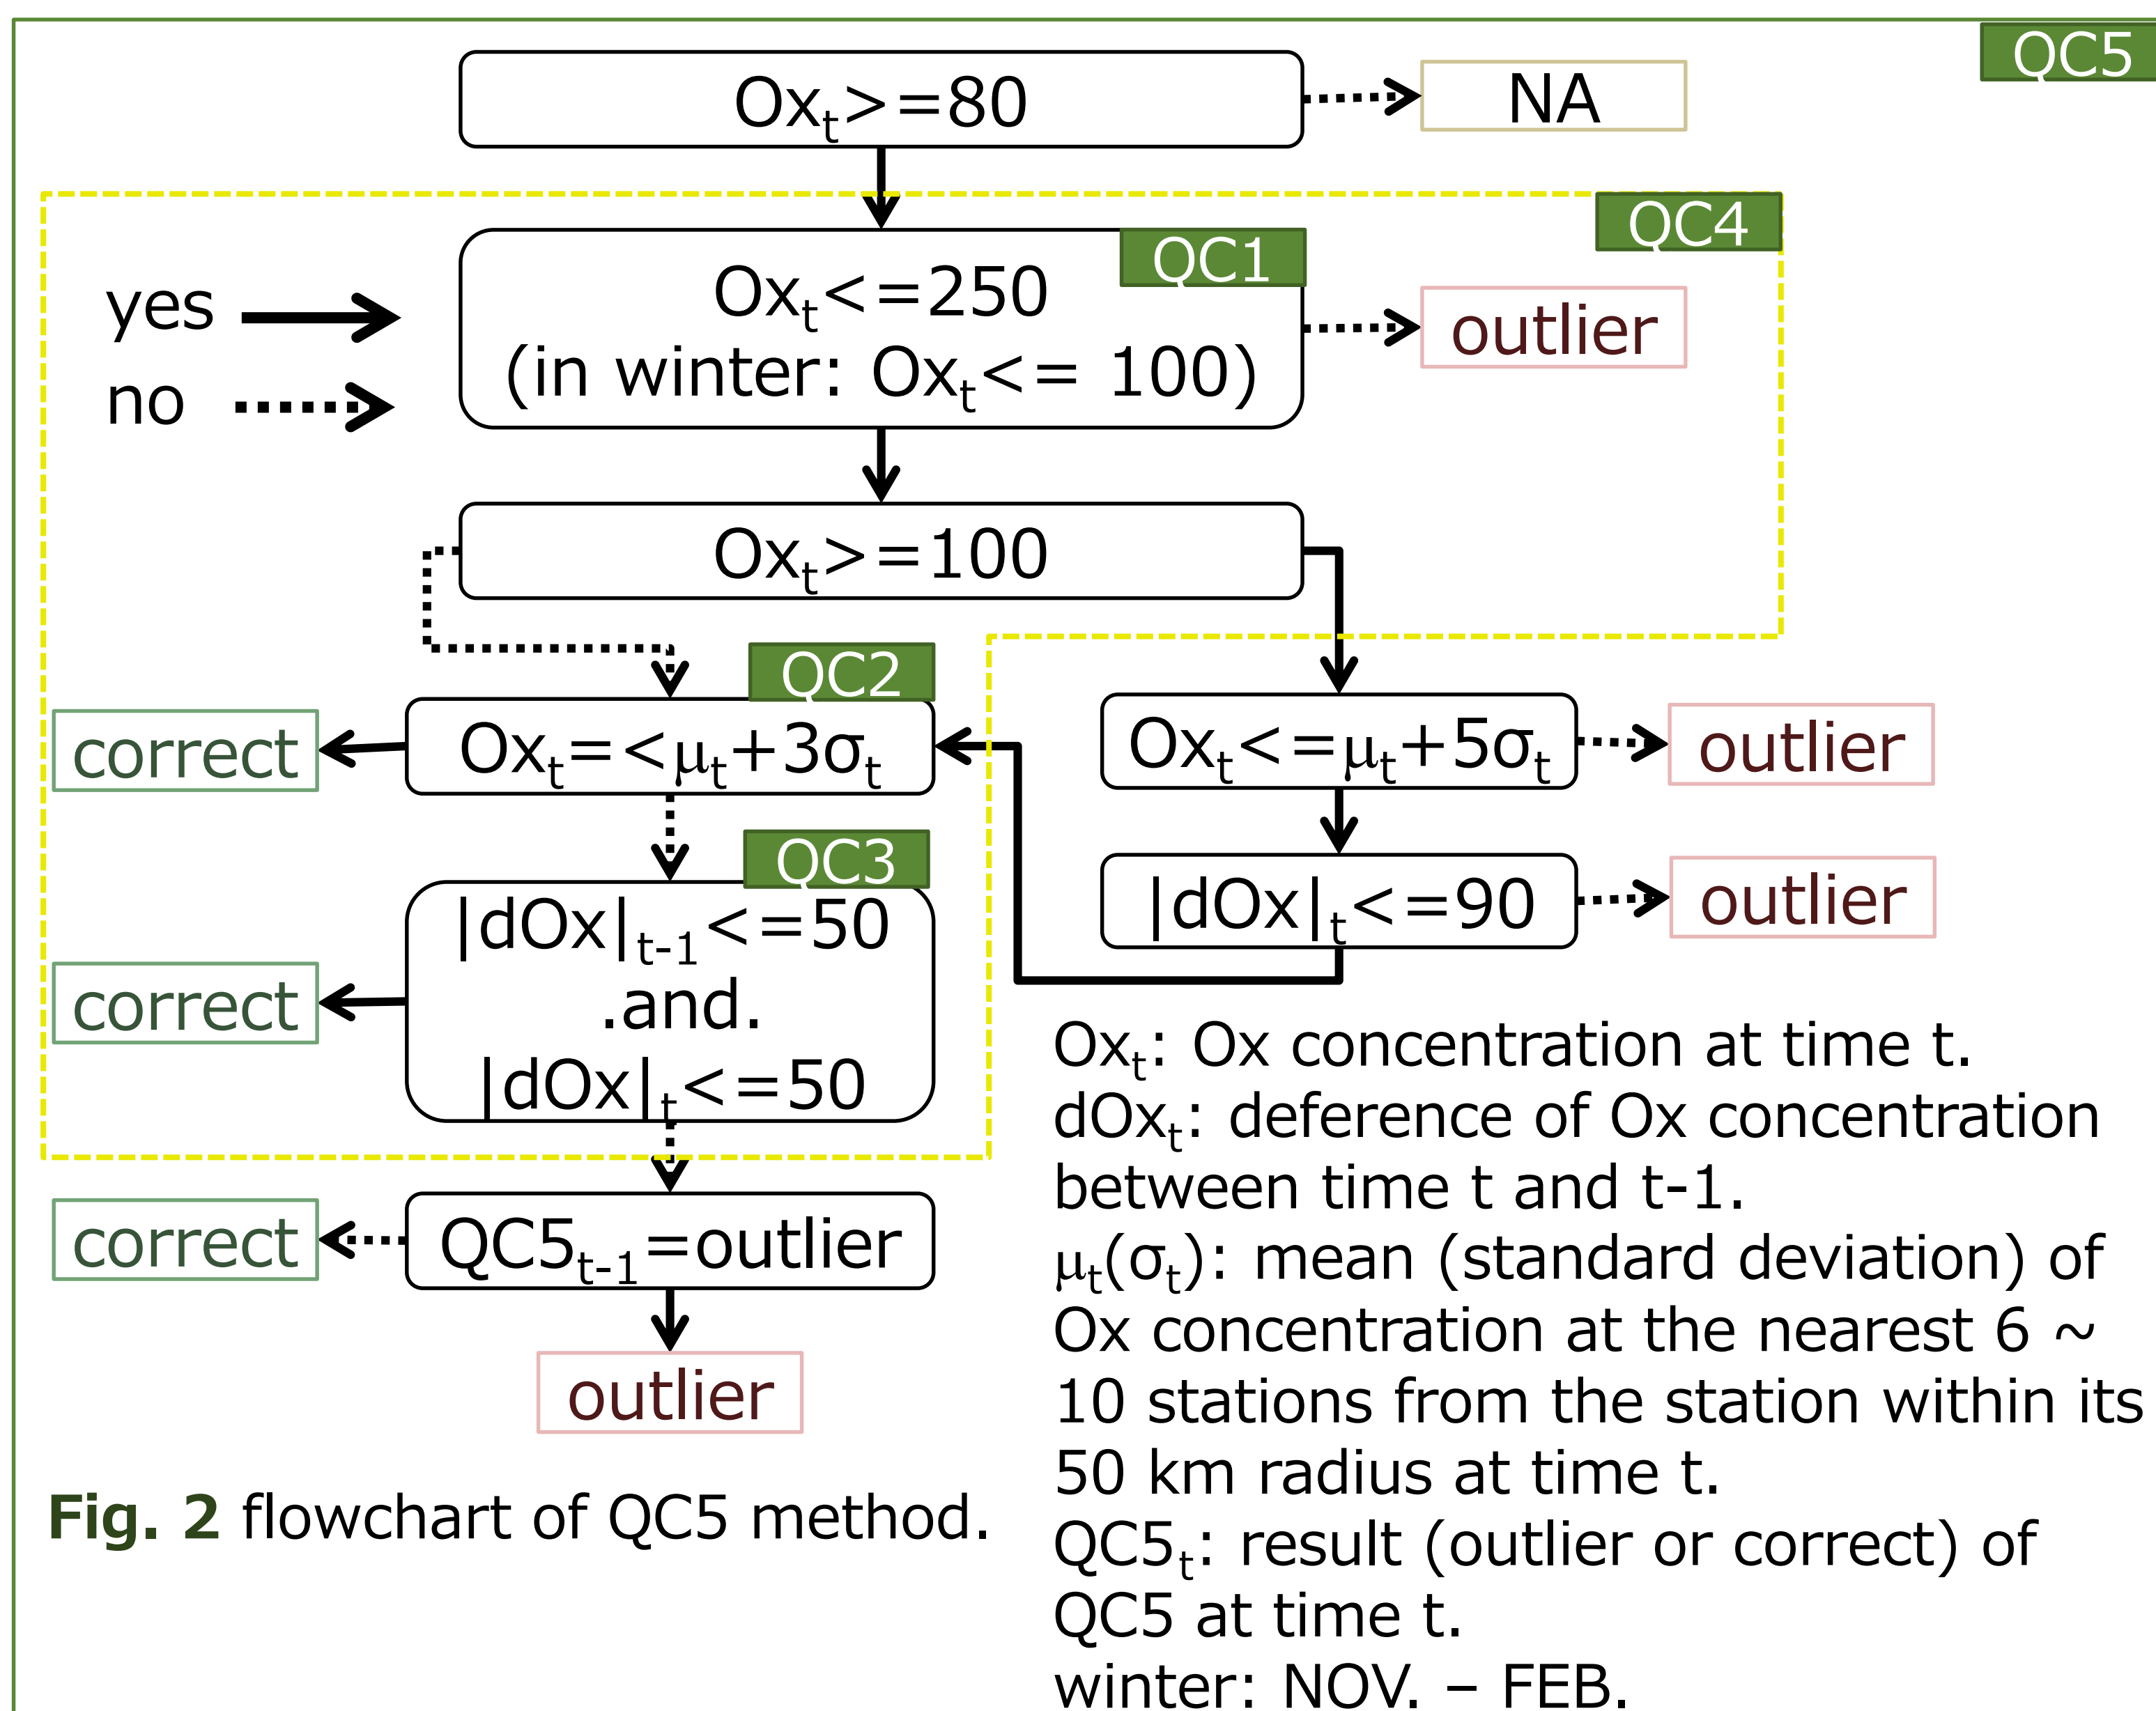 QC5
Oxt>=80
NA
QC4
QC1
Oxt<=250
(in winter: Oxt<= 100)
outlier
yes
no
Oxt>=100
QC2
correct
Oxt=<μt+3σt
Oxt<=μt+5σt
outlier
QC3
|dOx|t-1<=50
.and.
|dOx|t<=50
correct
|dOx|t<=90
outlier
correct
QC5t-1=outlier
outlier
Fig. 2 flowchart of QC5 method.
Oxt: Ox concentration at time t.
dOxt: deference of Ox concentration
between time t and t-1.
μt(σt): mean (standard deviation) of
Ox concentration at the nearest 6 ~
10 stations from the station within its
50 km radius at time t.
QC5t: result (outlier or correct) of
QC5 at time t.
winter: NOV. – FEB.